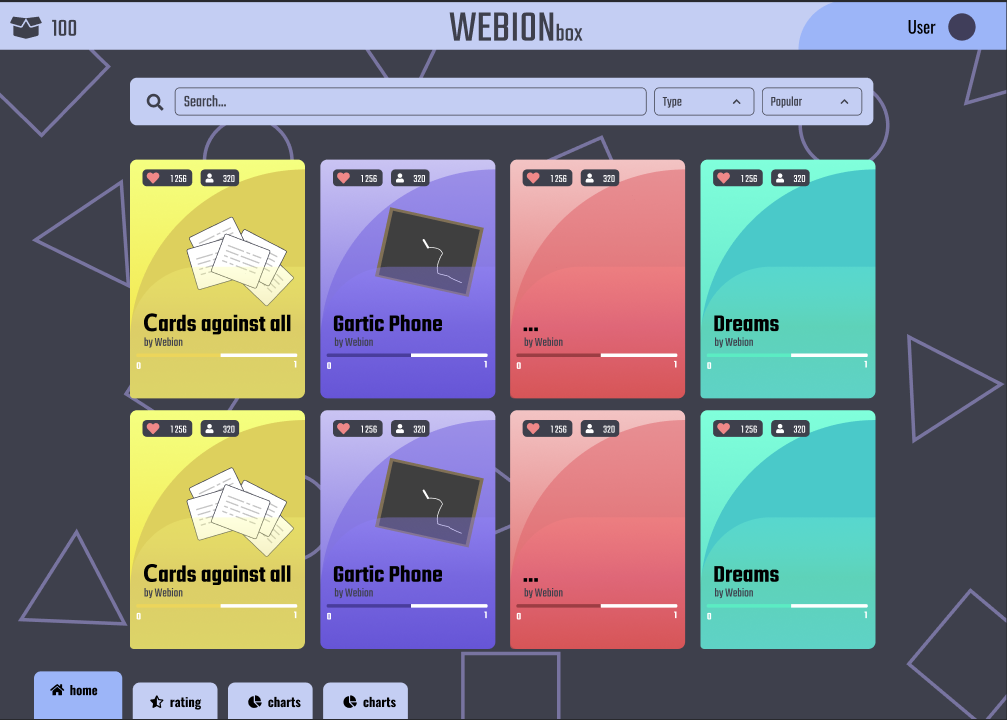 100
WEBIONbox
User
Search...
Type
Popular
1256 320
1256 320
1256 320
1256 320
Cards against all
by Webion
0 1
Gartic Phone
by Webion
0 1
...
by Webion
0 1
Dreams
by Webion
0 1
1256 320
1256 320
1256 320
1256 320
Cards against all
by Webion
0 1
Gartic Phone
by Webion
0 1
...
by Webion
0 1
Dreams
by Webion
0 1
home
rating
charts
charts